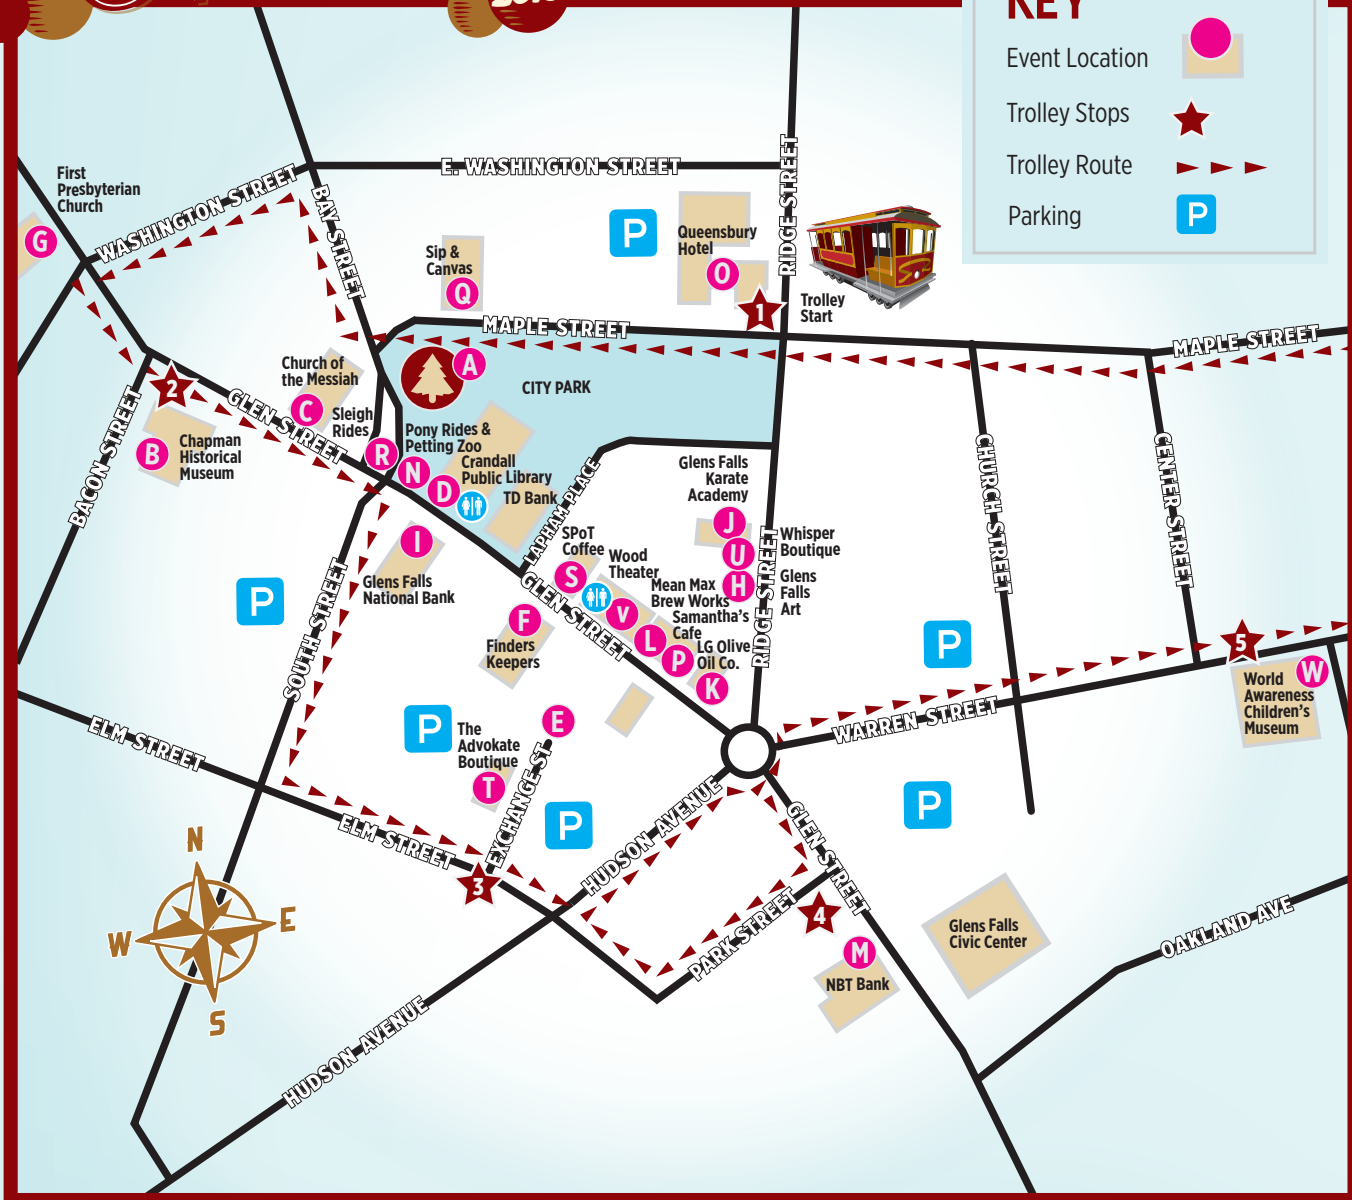 KEY
Event Location
Trolley Stops
Trolley Route
Parking
P
First
Presbyterian
Church
G
WASHINGTON STREET
E. WASHINGTON STREET
BAY STREET
RIDGE STREET
P
Queensbury
Hotel
O
1
Trolley
Start
Sip &
Canvas
Q
MAPLE STREET
MAPLE STREET
A
CITY PARK
2
Church of
the Messiah
C
GLEN STREET
Sleigh
Rides
R
Pony Rides &
Petting Zoo
N
Crandall
Public Library
D
TD Bank
BACON STREET
B
Chapman
Historical
Museum
LAPHAM PLACE
Glens Falls
Karate
Academy
J
Whisper
Boutique
U
Glens
Falls
Art
H
CHURCH STREET
CENTER STREET
I
Glens Falls
National Bank
SPoT
Coffee
S
Wood
Theater
V
Mean Max
Brew Works
L
Samantha's
Cafe
P
LG Olive
Oil Co.
K
RIDGE STREET
P
SOUTH STREET
GLEN STREET
F
Finders
Keepers
P
5
W
World
Awareness
Children's
Museum
WARREN STREET
ELM STREET
P
The
Advokate
Boutique
T
E
EXCHANGE ST
P
P
HUDSON AVENUE
GLEN STREET
ELM STREET
3
N
W
E
S
PARK STREET
4
M
NBT Bank
Glens Falls
Civic Center
OAKLAND AVE
HUDSON AVENUE